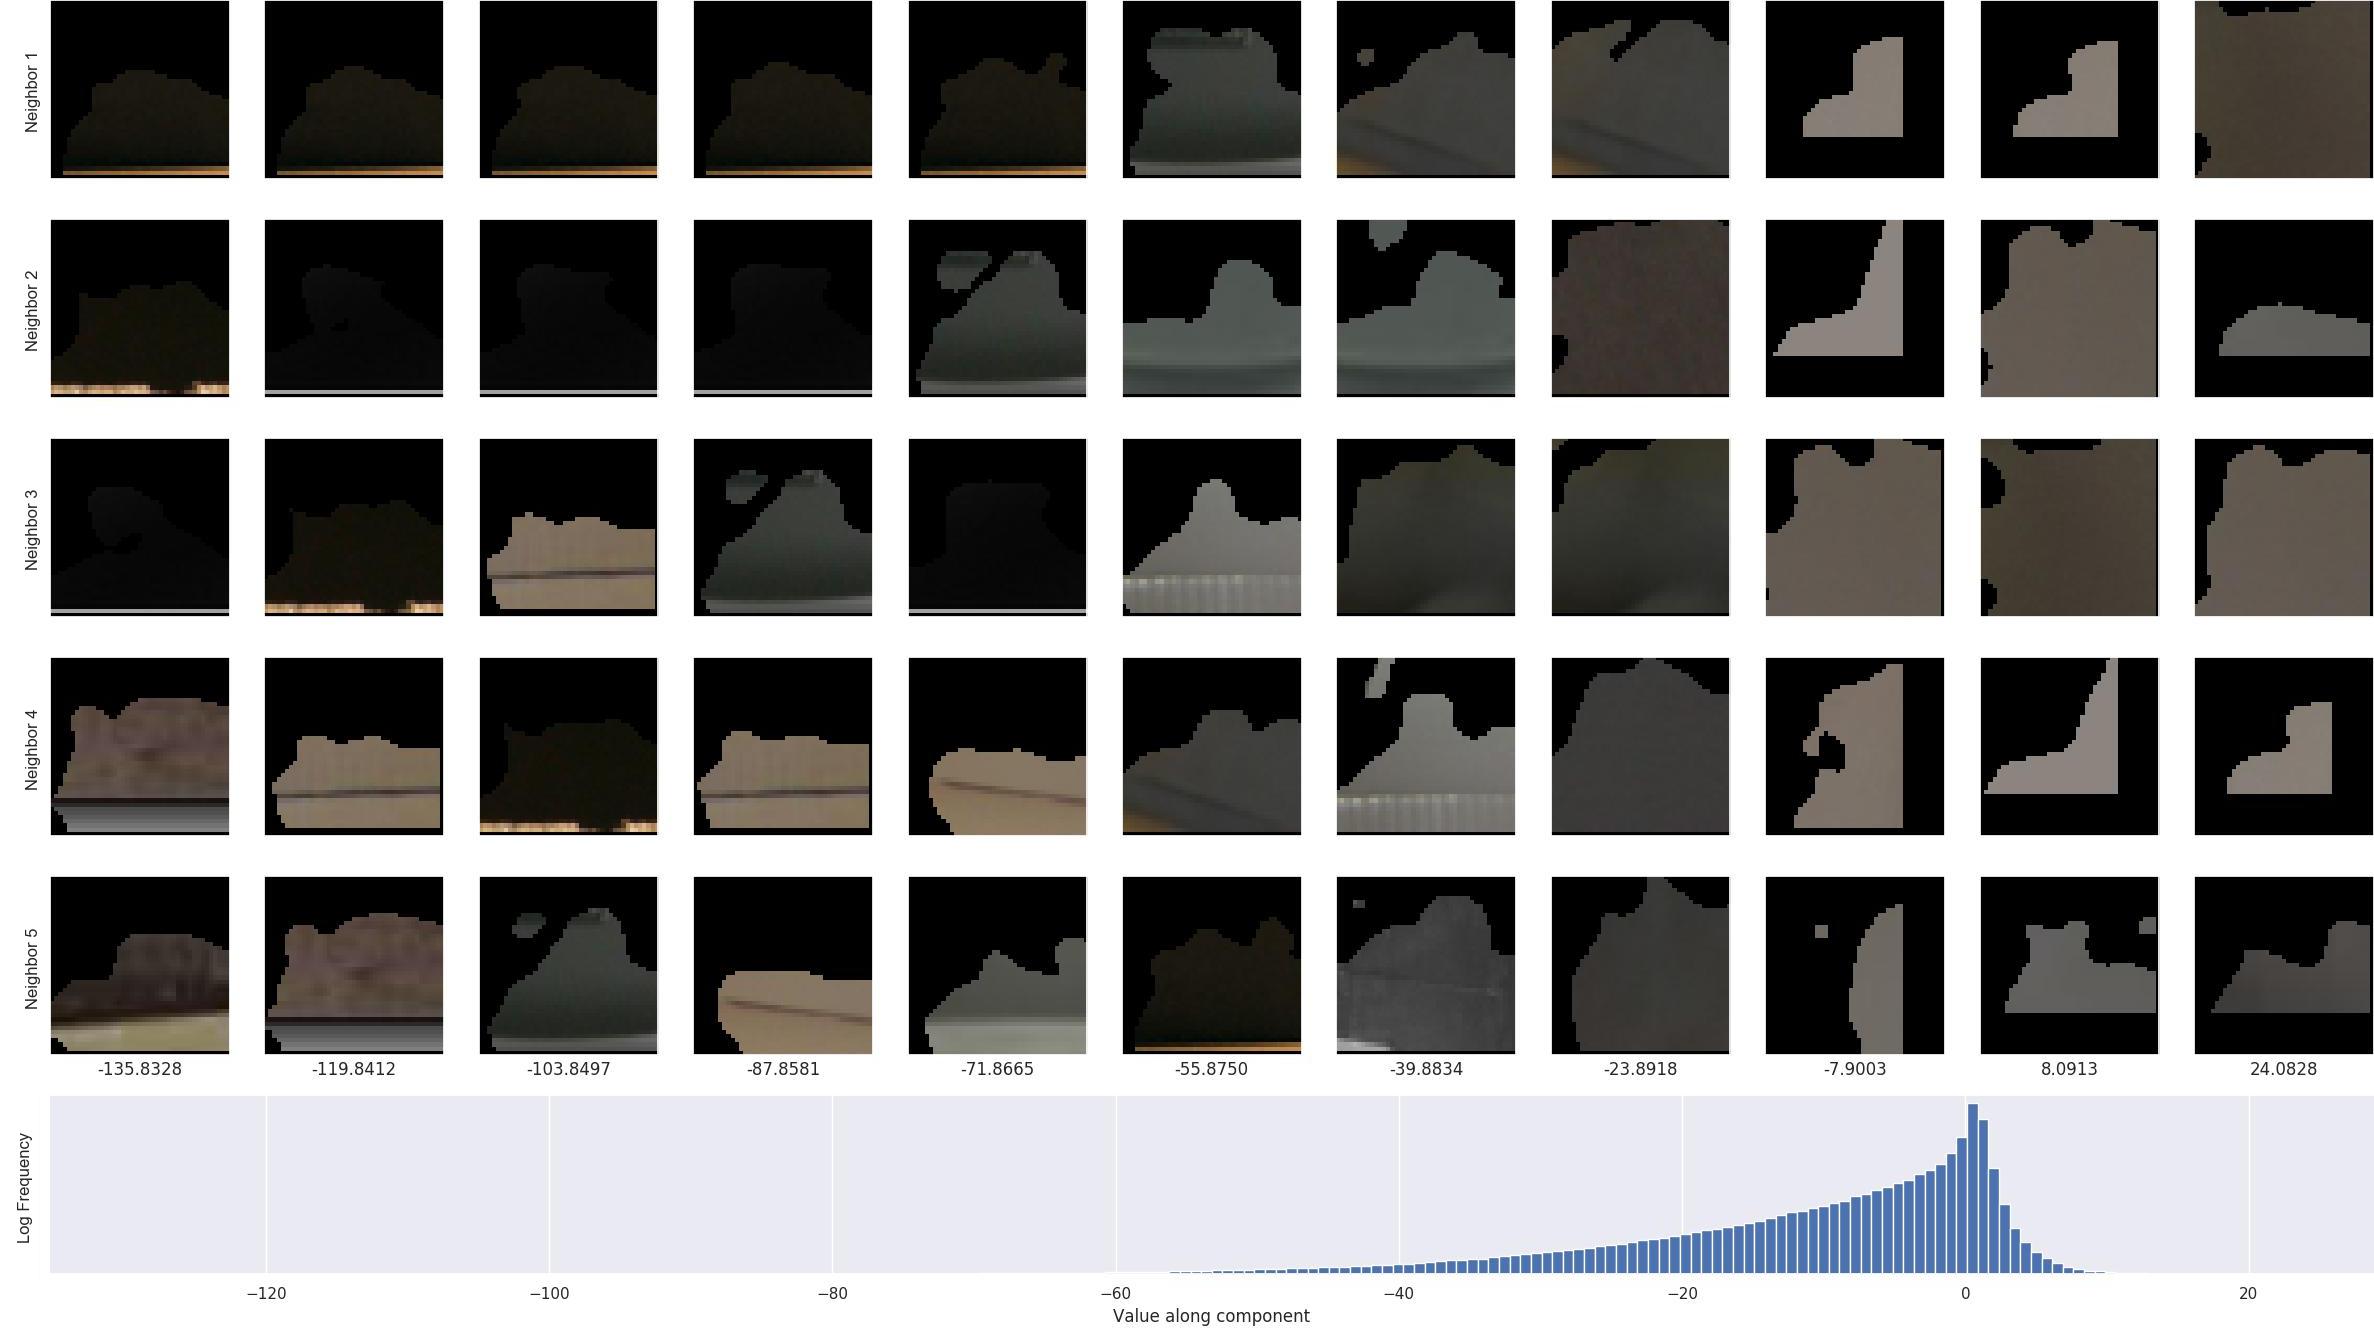 Neighbor 1
Neighbor 2
Neighbor 3
Neighbor 4
Neighbor 5
-135.8328 -119.8412 -103.8497 -87.8581 -71.8665 -55.8750 -39.8834 -23.8918 -7.9003 8.0913 24.0828
Log Frequency
−120 −100 −80 −60 −40 −20 0 20
Value along component